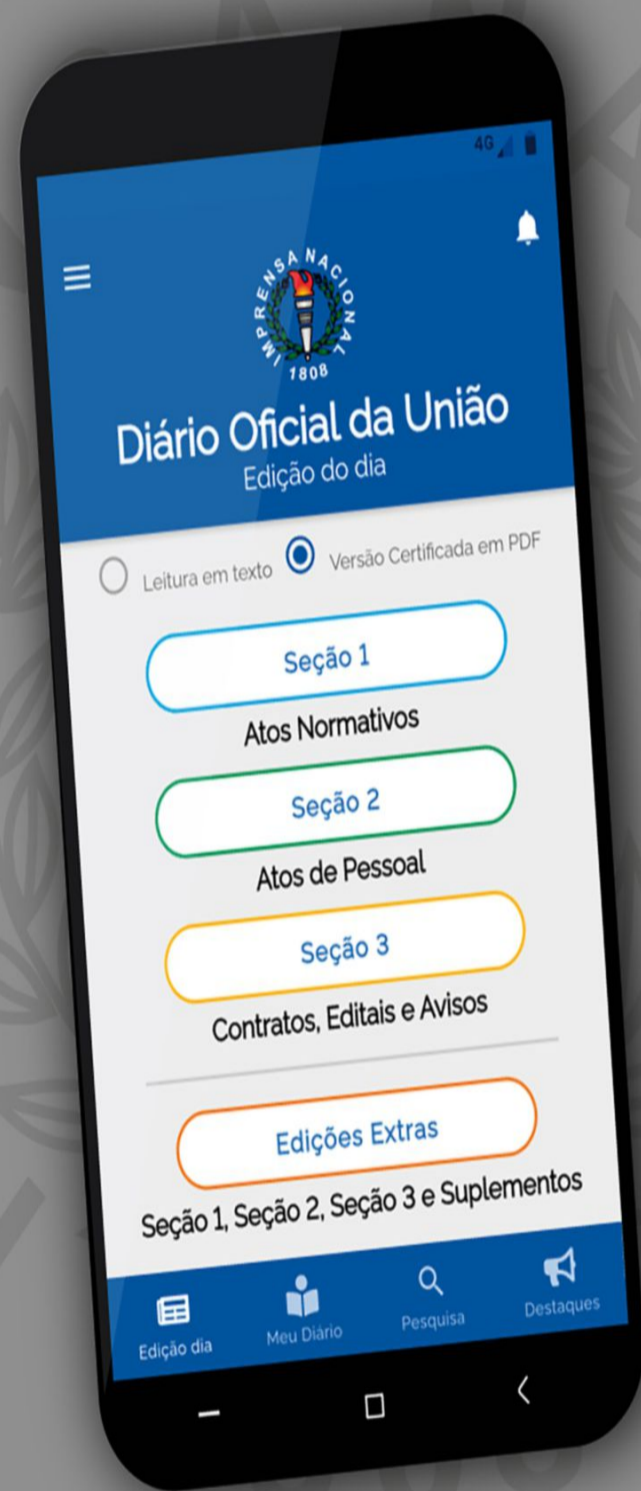 4G
IMPRENSA NACIONAL
1808
Diário Oficial da União
Edição do dia
Leitura em texto Versão Certificada em PDF
Seção 1
Atos Normativos
Seção 2
Atos de Pessoal
Seção 3
Contratos, Editais e Avisos
Edições Extras
Seção 1, Seção 2, Seção 3 e Suplementos
Edição dia Meu Diário Pesquisa Destaques